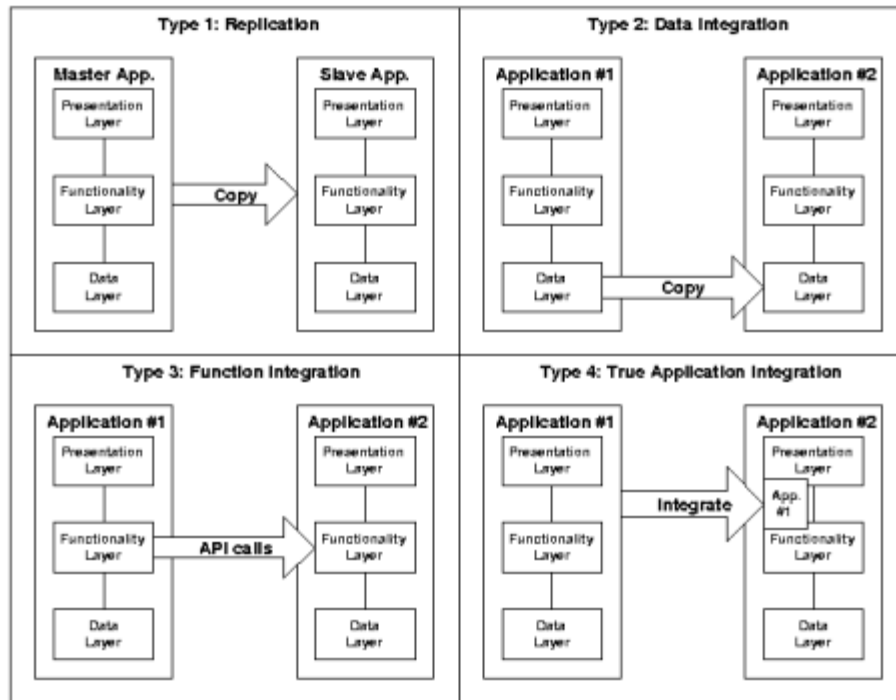 Type 1: Replication
Master App.
Presentation
Layer
Functionality
Layer
Data
Layer
Copy
Slave App.
Presentation
Layer
Functionality
Layer
Data
Layer
Type 2: Data Integration
Application #1
Presentation
Layer
Functionality
Layer
Data
Layer
Copy
Application #2
Presentation
Layer
Functionality
Layer
Data
Layer
Type 3: Function Integration
Application #1
Presentation
Layer
Functionality
Layer
Data
Layer
API calls
Application #2
Presentation
Layer
Functionality
Layer
Data
Layer
Type 4: True Application Integration
Application #1
Presentation
Layer
Functionality
Layer
Data
Layer
Integrate
Application #2
Presentation
Layer
App.
#1
Functionality
Layer
Data
Layer